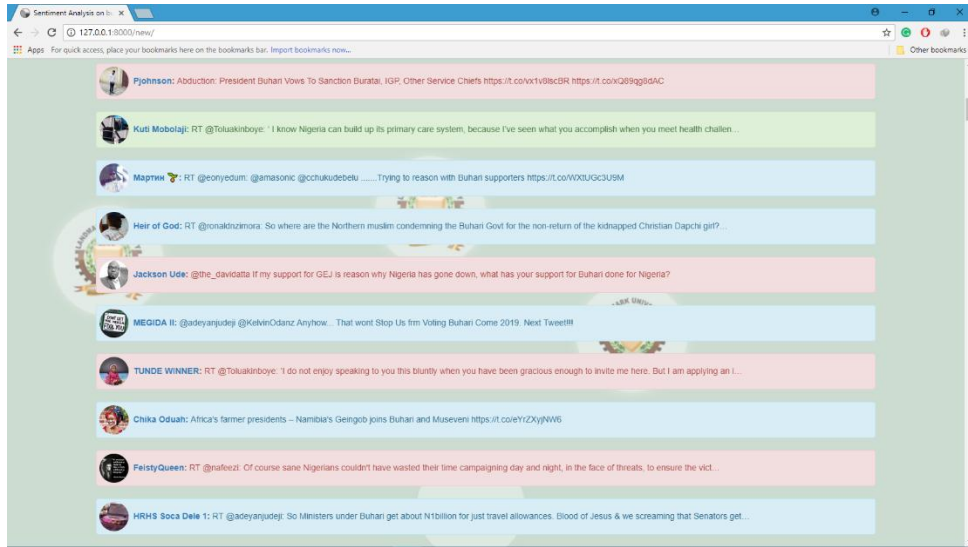 Sentiment Analysis on bu
127.0.0.1:8000/new/
Apps For quick access, place your bookmarks here on the bookmarks bar. Import bookmarks now... Other bookmarks
Pjohnson: Abduction: President Buhari Vows To Sanction Buratai, IGP, Other Service Chiefs
Kuti Mobolaji: RT @Toluakinboye: ' I know Nigeria can build up its primary care system, because I've seen what you accomplish when you meet health challen...
Мартин: RT @eonyedum: @amasonic @cchukudebelu .......Trying to reason with Buhari supporters https://t.co/WXtUGc3U9M
Heir of God: RT @ronaldnzimora: So where are the Northern muslim condemning the Buhari Govt for the non-return of the kidnapped Christian Dapchi girl?...
Jackson Ude: @the_davidatta If my support for GEJ is reason why Nigeria has gone down, what has your support for Buhari done for Nigeria?
MEGIDA II: @adeyanjudeji @KelvinOdanz Anyhow... That wont Stop Us frm Voting Buhari Come 2019. Next Tweet!!!!
TUNDE WINNER: RT @Toluakinboye: 'I do not enjoy speaking to you this bluntly when you have been gracious enough to invite me here. But I am applying an l...
Chika Oduah: Africa's farmer presidents – Namibia's Geingob joins Buhari and Museveni https://t.co/eYrZXyjNW6
FeistyQueen: RT @nafeezi: Of course sane Nigerians couldn't have wasted their time campaigning day and night, in the face of threats, to ensure the vict...
HRHS Soca Dele 1: RT @adeyanjudeji: So Ministers under Buhari get about N1billion for just travel allowances. Blood of Jesus & we screaming that Senators get...